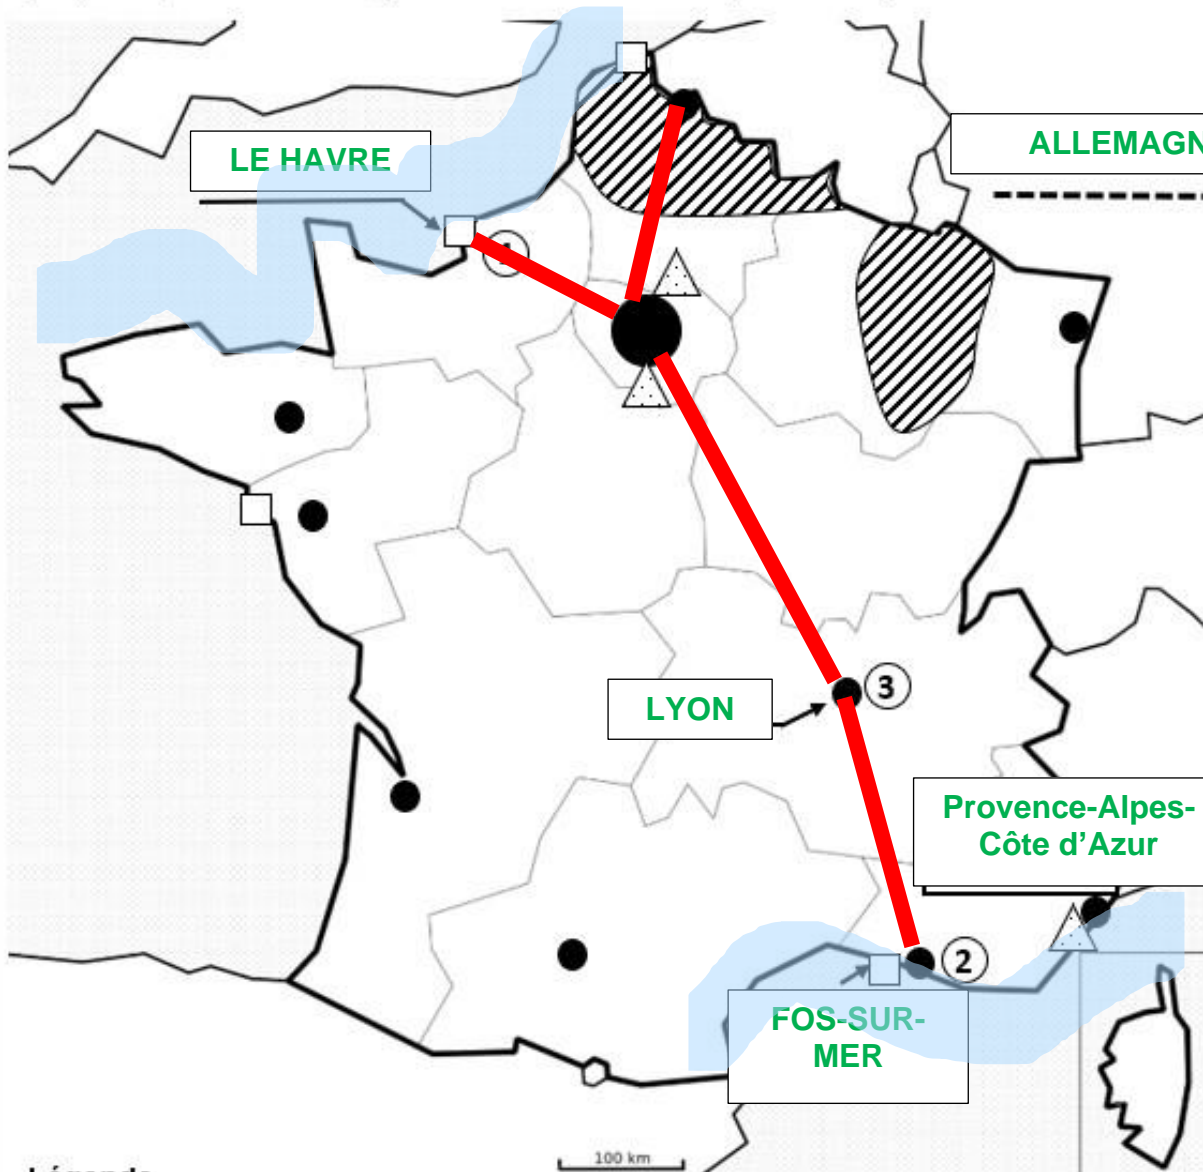 LE HAVRE
ALLEMAGN
1
LYON
3
Provence-Alpes-
Côte d’Azur
2
FOS-SUR-
MER
100 km